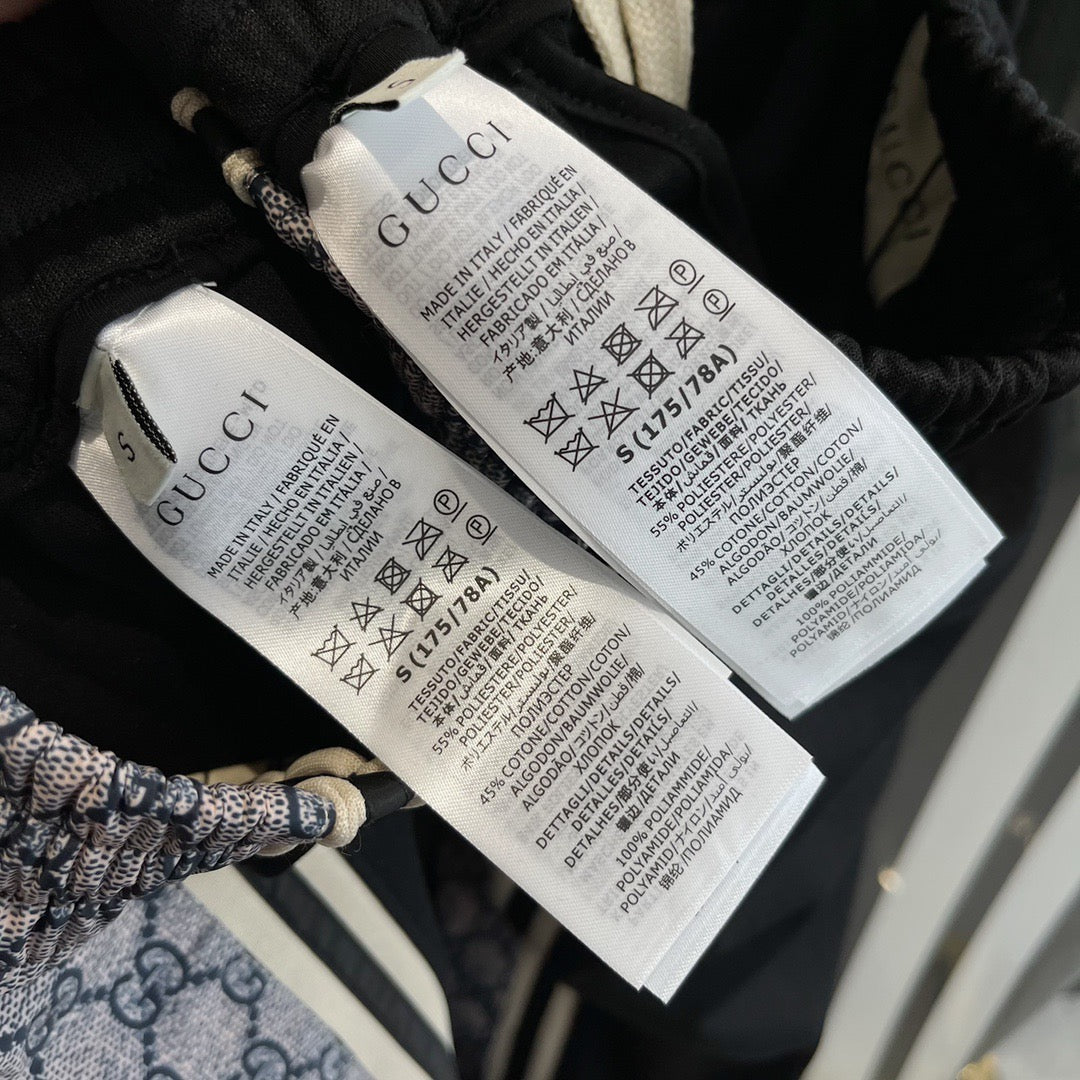 S
GUCCI
MADE IN ITALY / FABRIQUÉ EN
ITALIE / HECHO EN ITALIA /
HERGESTELLT IN ITALIEN /
FABRICADO EM ITÁLIA /
イタリア製 / صنع في إيطاليا /
产地:意大利 / СДЕЛАНО В
ИТАЛИИ
P
P
S (175/78A)
TESSUTO/FABRIC/TISSU/
TEJIDO/GEWEBE/TECIDO/
本体/قماش/面料/ ТКАНЬ
55% POLIESTERE/POLYESTER/
POLIESTER/POLIÉSTER/
ポリエステル/بوليستر/聚酯纤维/
ПОЛИЭСТЕР
45% COTONE/COTTON/COTON/
ALGODON/BAUMWOLLE/
ALGODÃO/コットン/قطن/棉/
ХЛОПОК
DETTAGLI/DETAILS/DETAILS/
DETALLES/DETAILS/
DETALHES/部分使い/التفاصيل/
镶边/ДЕТАЛИ
100% POLIAMMIDE/
POLYAMIDE/POLIAMIDA/
POLYAMID/ナイロン/بولي أميد/
锦纶/ПОЛИАМИД
GUCCI
S
GUCCI
MADE IN ITALY / FABRIQUÉ EN
ITALIE / HECHO EN ITALIA /
HERGESTELLT IN ITALIEN /
FABRICADO EM ITÁLIA /
イタリア製 / صنع في إيطاليا /
产地:意大利 / СДЕЛАНО В
ИТАЛИИ
P
P
S (175/78A)
TESSUTO/FABRIC/TISSU/
TEJIDO/GEWEBE/TECIDO/
本体/قماش/面料/ ТКАНЬ
55% POLIESTERE/POLYESTER/
POLIESTER/POLIÉSTER/
ポリエステル/بوليستر/聚酯纤维/
ПОЛИЭСТЕР
45% COTONE/COTTON/COTON/
ALGODON/BAUMWOLLE/
ALGODÃO/コットン/قطن/棉/
ХЛОПОК
DETTAGLI/DETAILS/DETAILS/
DETALLES/DETAILS/
DETALHES/部分使い/التفاصيل/
镶边/ДЕТАЛИ
100% POLIAMMIDE/
POLYAMIDE/POLIAMIDA/
POLYAMID/ナイロン/بولي أميد/
锦纶/ПОЛИАМИД